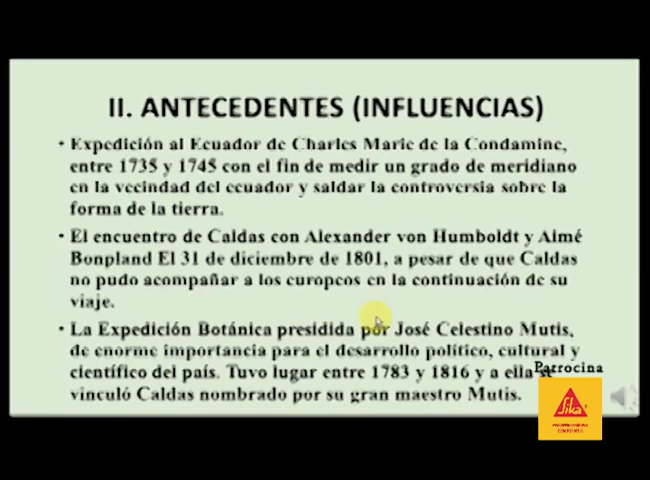 II. ANTECEDENTES (INFLUENCIAS)
• Expedición al Ecuador de Charles Marie de la Condamine,
entre 1735 y 1745 con el fin de medir un grado de meridiano
en la vecindad del ecuador y saldar la controversia sobre la
forma de la tierra.
• El encuentro de Caldas con Alexander von Humboldt y Aimé
Bonpland El 31 de diciembre de 1801, a pesar de que Caldas
no pudo acompañar a los europeos en la continuación de su
viaje.
• La Expedición Botánica presidida por José Celestino Mutis,
de enorme importancia para el desarrollo político, cultural y
científico del país. Tuvo lugar entre 1783 y 1816 y a ella se
vinculó Caldas nombrado por su gran maestro Mutis.
Patrocina
Sika